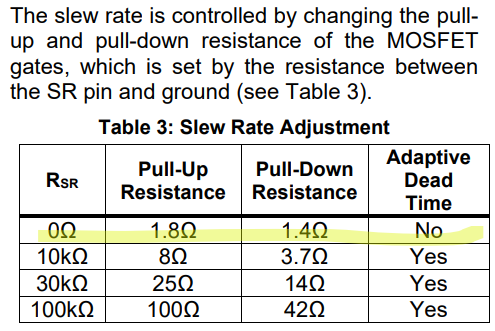 The slew rate is controlled by changing the pull-
up and pull-down resistance of the MOSFET
gates, which is set by the resistance between
the SR pin and ground (see Table 3).
Table 3: Slew Rate Adjustment
RSR Pull-Up Resistance Pull-Down Resistance Adaptive Dead Time
0Ω 1.8Ω 1.4Ω No
10kΩ 8Ω 3.7Ω Yes
30kΩ 25Ω 14Ω Yes
100kΩ 100Ω 42Ω Yes